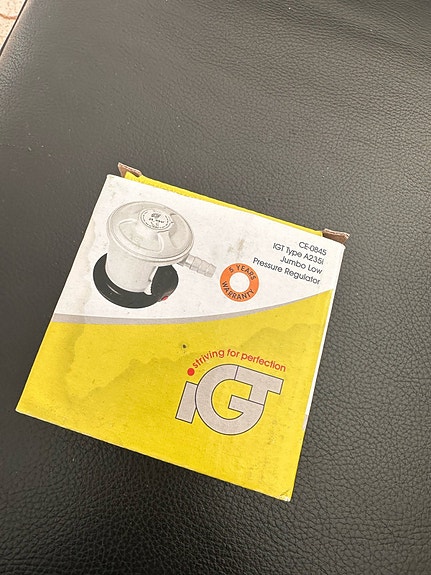 CE-0845
IGT Type A235i
Jumbo Low
Pressure Regulator
5 YEARS
WARRANTY
striving for perfection
iGT